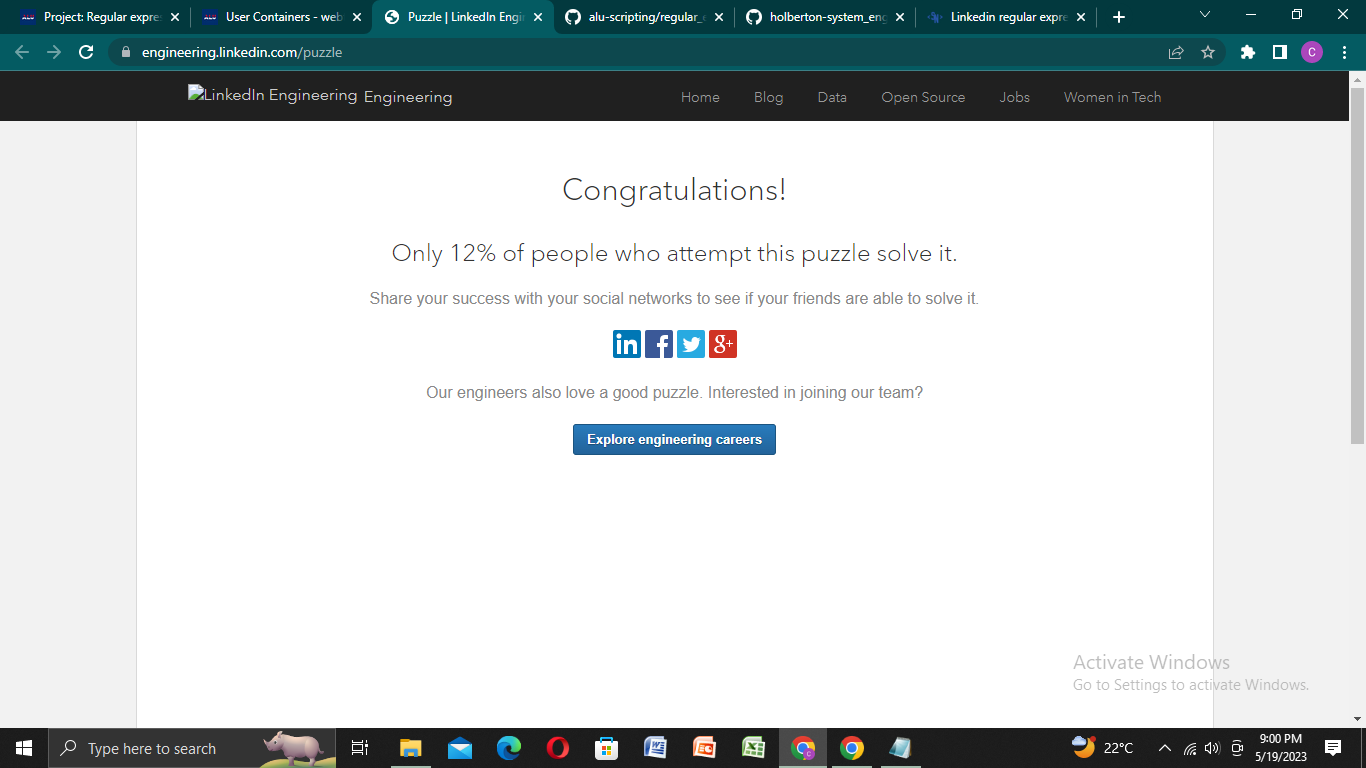 Project: Regular expre
User Containers - web
Puzzle | LinkedIn Engi
alu-scripting/regular_e
holberton-system_eng
Linkedin regular expre
engineering.linkedin.com/puzzle
C
LinkedIn Engineering Engineering
Home Blog Data Open Source Jobs Women in Tech
Congratulations!
Only 12% of people who attempt this puzzle solve it.
Share your success with your social networks to see if your friends are able to solve it.
in f g+
Our engineers also love a good puzzle. Interested in joining our team?
Explore engineering careers
Activate Windows
Go to Settings to activate Windows.
Type here to search
22°C
9:00 PM
5/19/2023